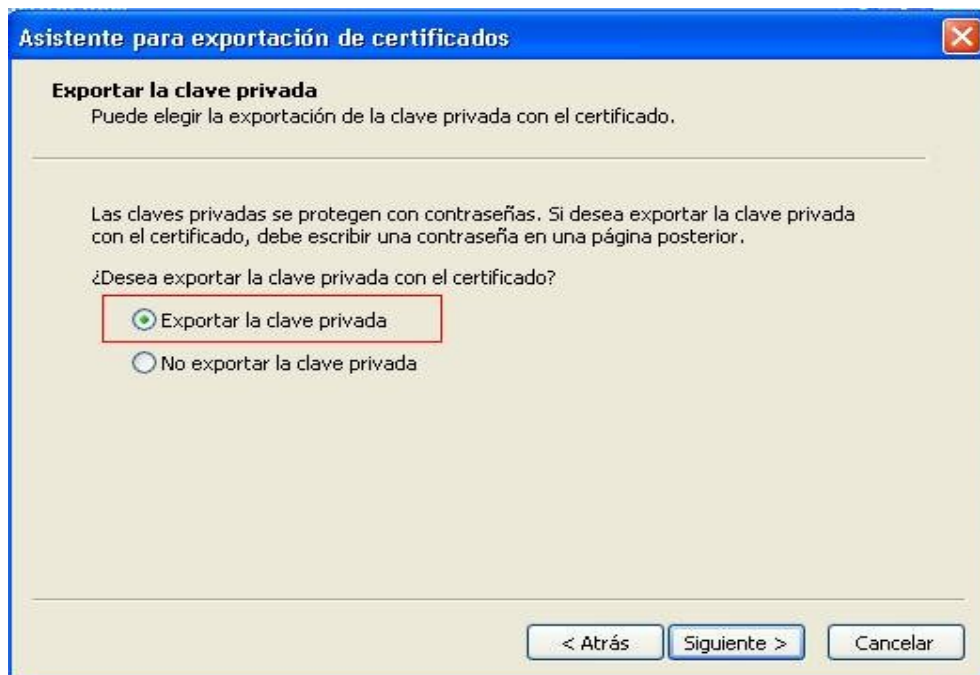 Asistente para exportación de certificados
Exportar la clave privada
Puede elegir la exportación de la clave privada con el certificado.
Las claves privadas se protegen con contraseñas. Si desea exportar la clave privada
con el certificado, debe escribir una contraseña en una página posterior.
¿Desea exportar la clave privada con el certificado?
Exportar la clave privada
No exportar la clave privada
< Atrás Siguiente > Cancelar